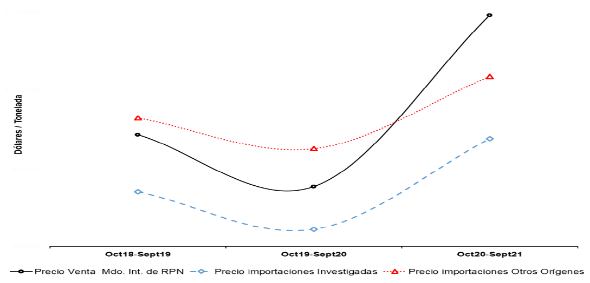 Dólares / Tonelada
Oct18-Sept19 Oct19-Sept20 Oct20-Sept21
Precio Venta Mdo. Int. de RPN Precio importaciones Investigadas Precio importaciones Otros Orígenes